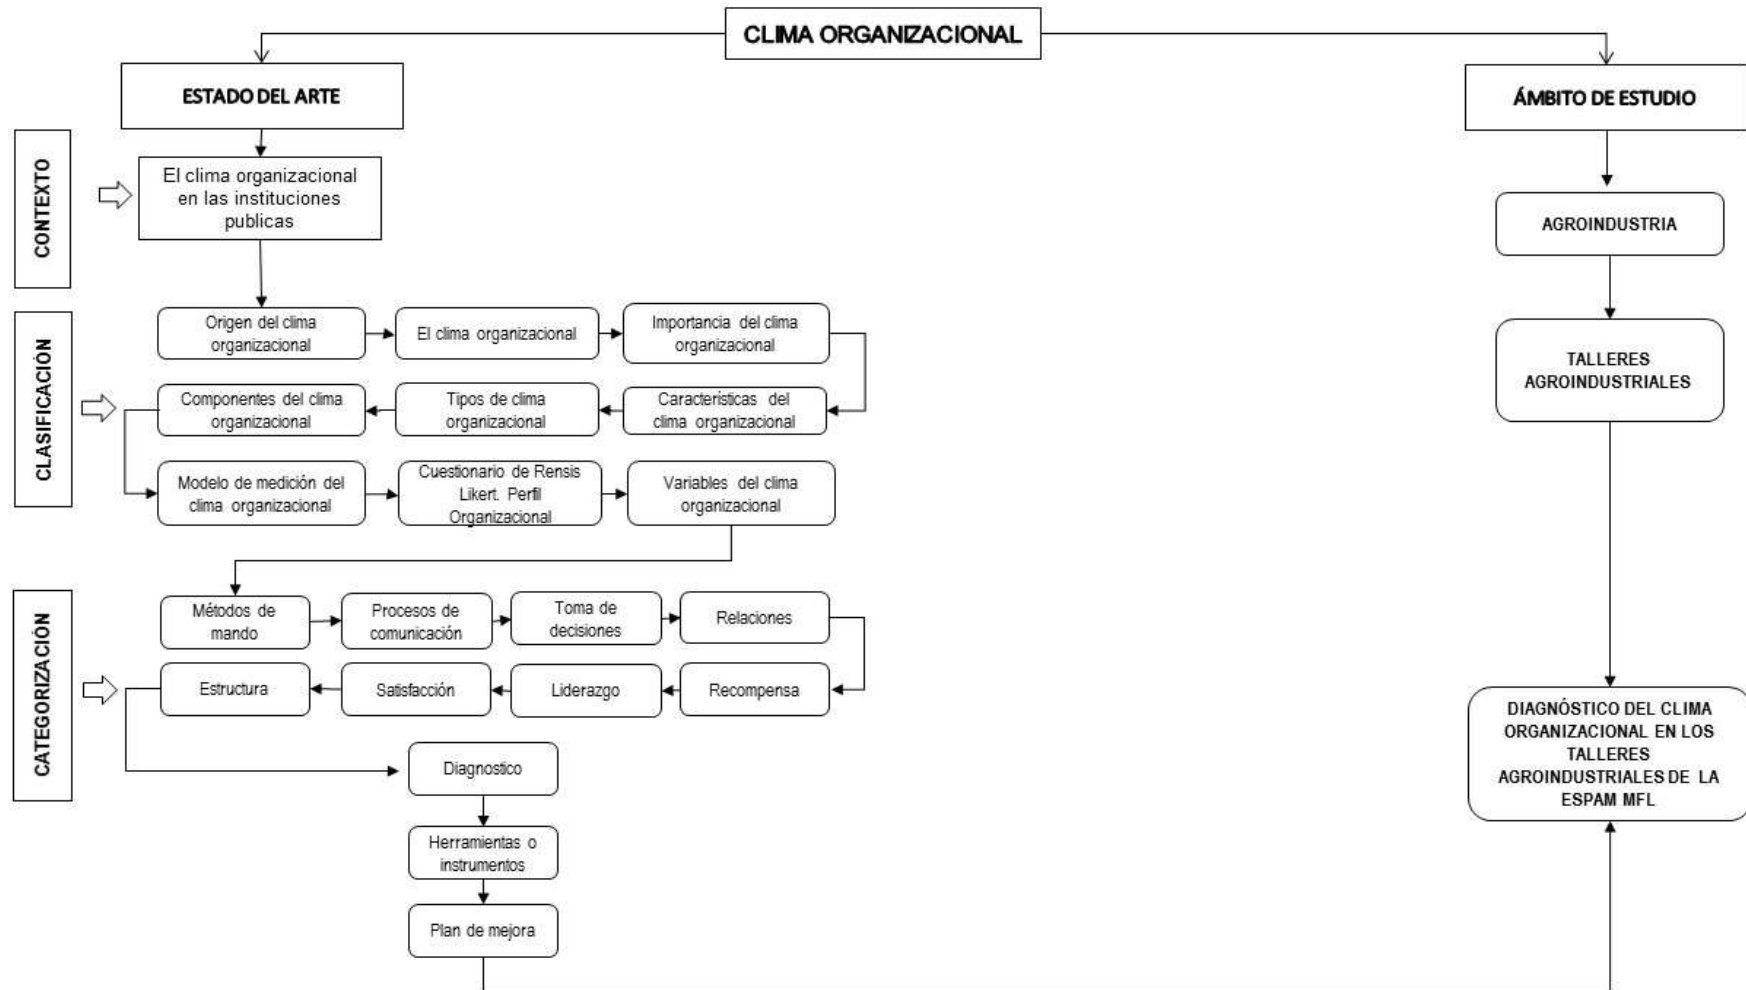 CLIMA ORGANIZACIONAL
ESTADO DEL ARTE
ÁMBITO DE ESTUDIO
CONTEXTO
El clima organizacional
en las instituciones
publicas
AGROINDUSTRIA
CLASIFICACIÓN
Origen del clima
organizacional
El clima organizacional
Importancia del clima
organizacional
TALLERES
AGROINDUSTRIALES
Componentes del clima
organizacional
Tipos de clima
organizacional
Características del
clima organizacional
Modelo de medición del
clima organizacional
Cuestionario de Rensis
Likert. Perfil
Organizacional
Variables del clima
organizacional
CATEGORIZACIÓN
Métodos de
mando
Procesos de
comunicación
Toma de
decisiones
Relaciones
Estructura
Satisfacción
Liderazgo
Recompensa
DIAGNÓSTICO DEL CLIMA
ORGANIZACIONAL EN LOS
TALLERES
AGROINDUSTRIALES DE LA
ESPAM MFL
Diagnostico
Herramientas o
instrumentos
Plan de mejora